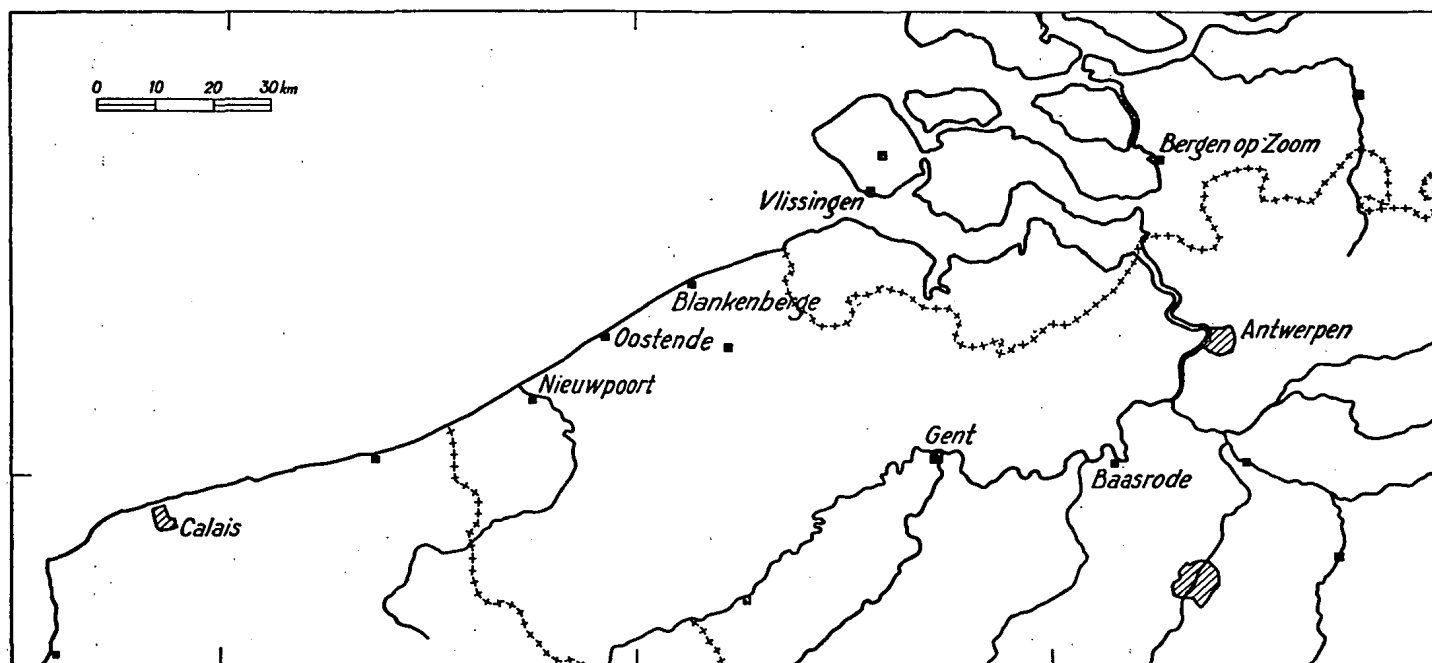 0 10 20 30 km
Bergen op Zoom
Vlissingen
Blankenberge
Oostende
Antwerpen
Nieuwpoort
Gent
Baasrode
Calais